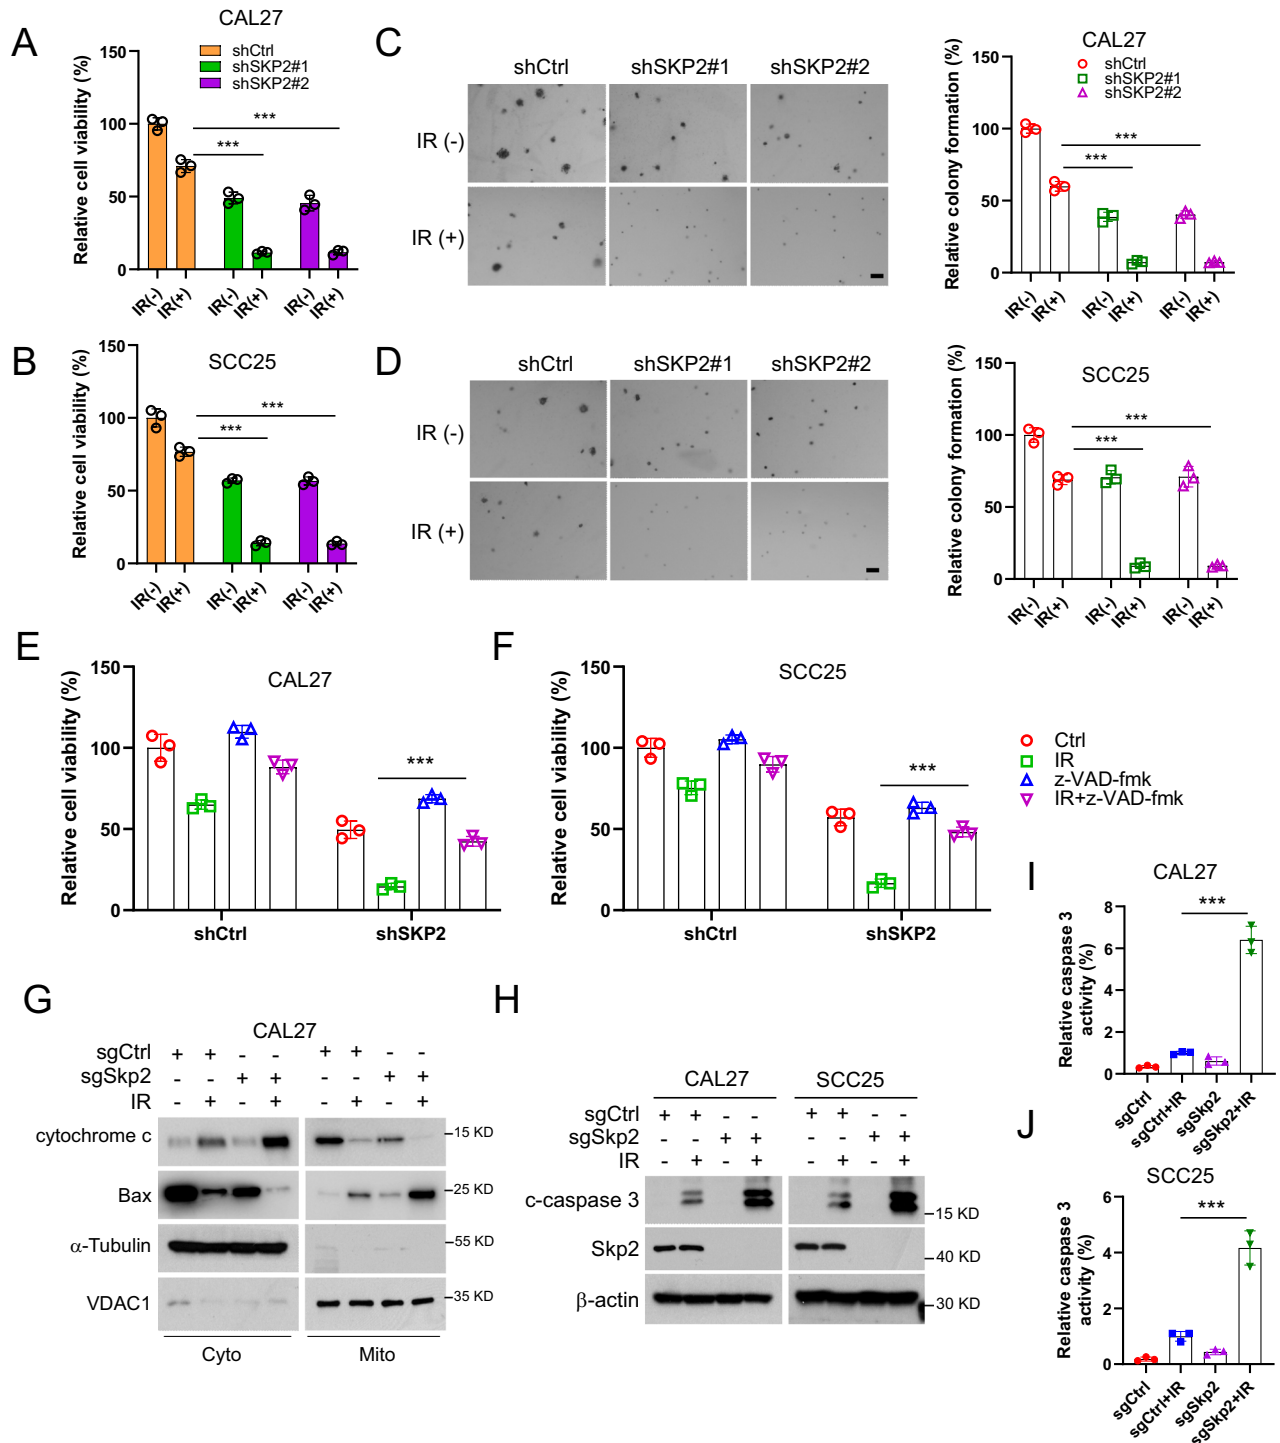 A
CAL27
Relative cell viability (%)
150
100
50
0
shCtrl
shSKP2#1
shSKP2#2
***
***
IR(-)
IR(+)
IR(-)
IR(+)
IR(-)
IR(+)
B
SCC25
Relative cell viability (%)
150
100
50
0
***
***
IR(-)
IR(+)
IR(-)
IR(+)
IR(-)
IR(+)
C
shCtrl shSKP2#1 shSKP2#2
IR (-)
IR (+)
CAL27
Relative colony formation (%)
150
100
50
0
shCtrl
shSKP2#1
shSKP2#2
***
***
IR(-)
IR(+)
IR(-)
IR(+)
IR(-)
IR(+)
D
shCtrl shSKP2#1 shSKP2#2
IR (-)
IR (+)
SCC25
Relative colony formation (%)
150
100
50
0
***
***
IR(-)
IR(+)
IR(-)
IR(+)
IR(-)
IR(+)
E
CAL27
Relative cell viability (%)
150
100
50
0
***
shCtrl shSKP2
F
SCC25
Relative cell viability (%)
150
100
50
0
***
shCtrl shSKP2
Ctrl
IR
z-VAD-fmk
IR+z-VAD-fmk
G
CAL27
sgCtrl + + - - + + - -
sgSkp2 - - + + - - + +
IR - + - + - + - +
cytochrome c 15 KD
Bax 25 KD
α-Tubulin 55 KD
VDAC1 35 KD
Cyto Mito
H
CAL27 SCC25
sgCtrl + + - - + + - -
sgSkp2 - - + + - - + +
IR - + - + - + - +
c-caspase 3 15 KD
Skp2 40 KD
β-actin 30 KD
I
CAL27
Relative caspase 3
activity (%)
8
6
4
2
0
***
sgCtrl
sgCtrl+IR
sgSkp2
sgSkp2+IR
J
SCC25
Relative caspase 3
activity (%)
6
4
2
0
***
sgCtrl
sgCtrl+IR
sgSkp2
sgSkp2+IR